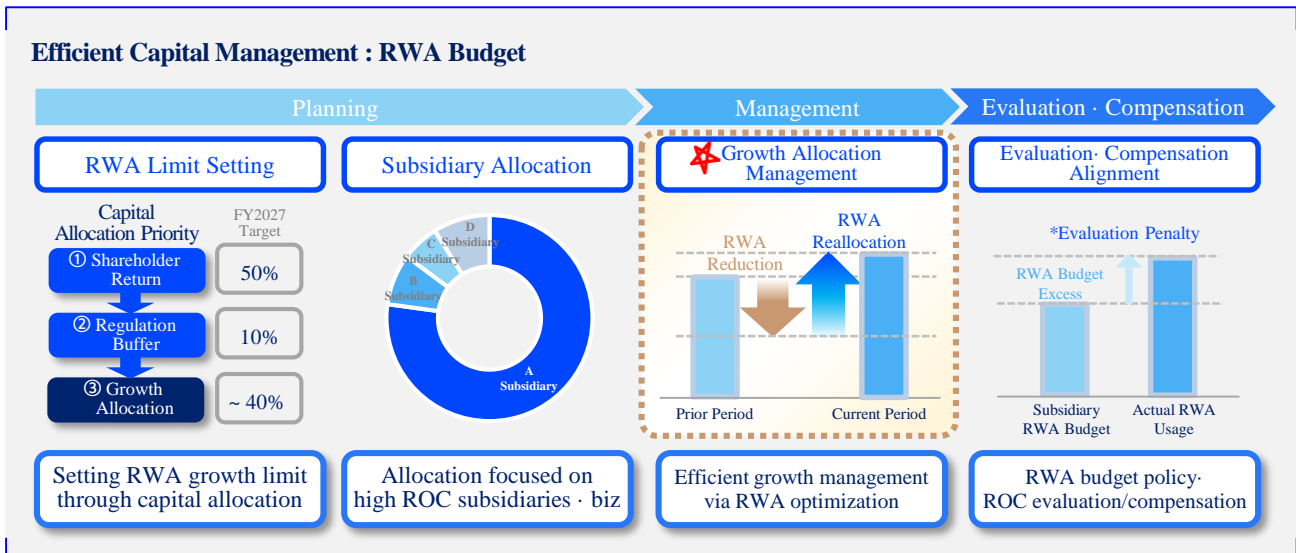 Efficient Capital Management : RWA Budget
Planning
Management
Evaluation · Compensation
RWA Limit Setting
Capital
Allocation Priority
FY2027
Target
① Shareholder
Return
50%
② Regulation
Buffer
10%
③ Growth
Allocation
~ 40%
Setting RWA growth limit
through capital allocation
Subsidiary Allocation
D
Subsidiary
C
Subsidiary
B
Subsidiary
A
Subsidiary
Allocation focused on
high ROC subsidiaries · biz
Growth Allocation
Management
RWA
Reduction
RWA
Reallocation
Prior Period
Current Period
Efficient growth management
via RWA optimization
Evaluation· Compensation
Alignment
*Evaluation Penalty
RWA Budget
Excess
Subsidiary
RWA Budget
Actual RWA
Usage
RWA budget policy·
ROC evaluation/compensation